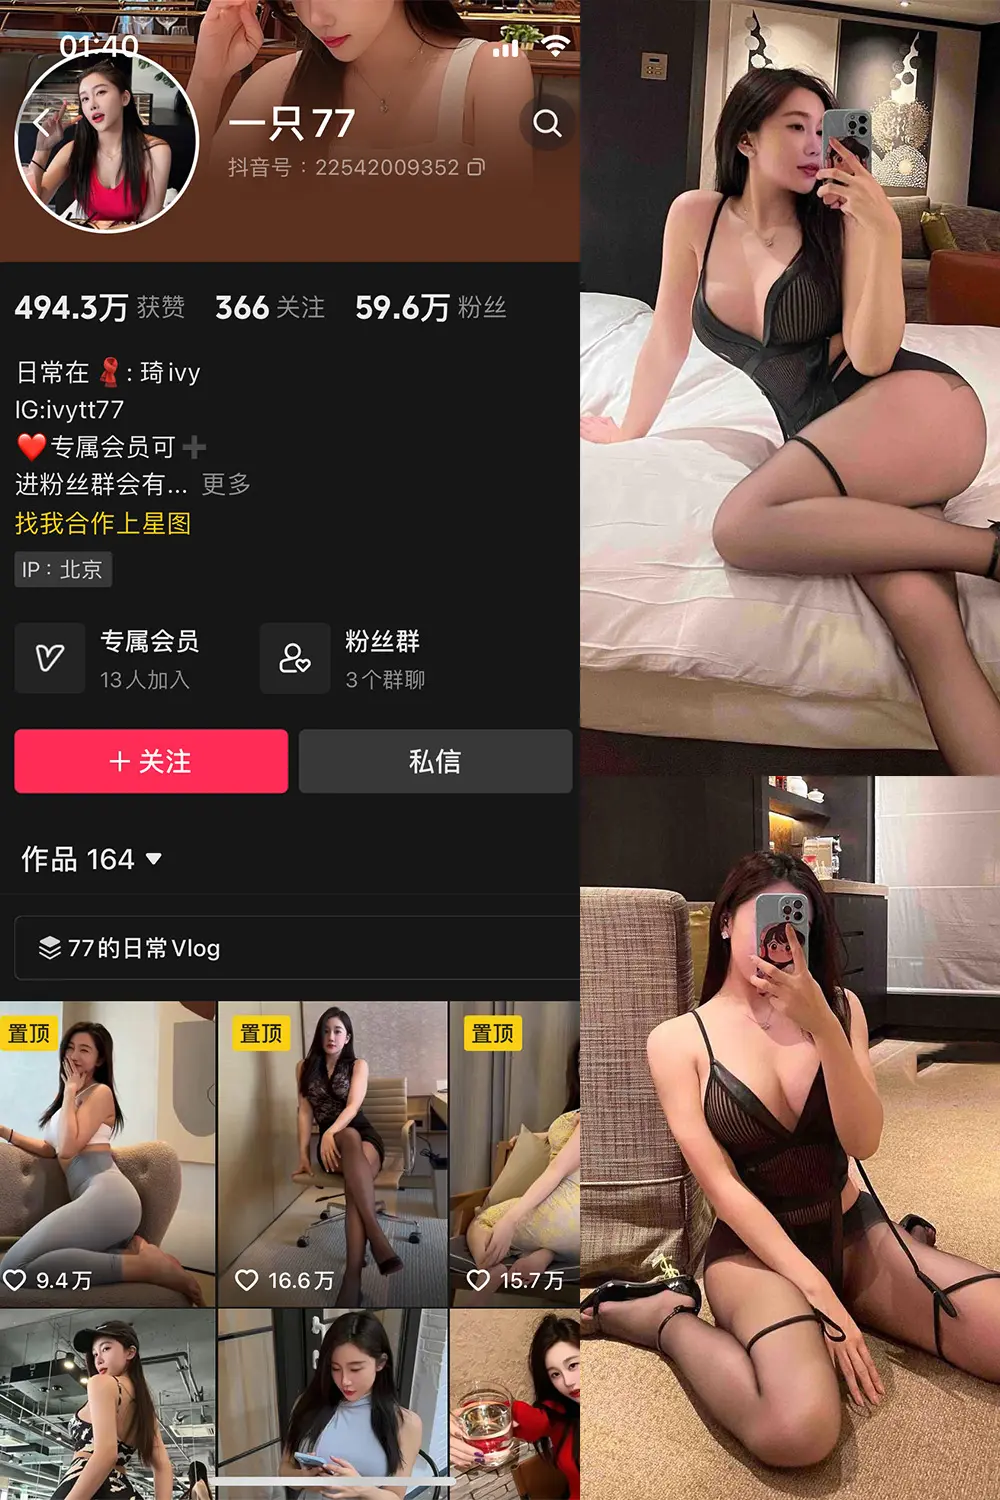 01:40
一只77
抖音号：22542009352
494.3万 获赞 366 关注 59.6万 粉丝
日常在🧣: 琦ivy
IG:ivytt77
❤️专属会员可➕
进粉丝群会有... 更多
找我合作上星图
IP：北京
专属会员
13人加入
粉丝群
3个群聊
＋ 关注
私信
作品 164
77的日常Vlog
置顶
置顶
置顶
9.4万
16.6万
15.7万